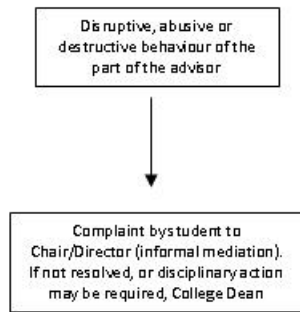 Disruptive, abusive or
destructive behaviour of the
part of the advisor
Complaint by student to
Chair/Director (informal mediation).
If not resolved, or disciplinary action
may be required, College Dean